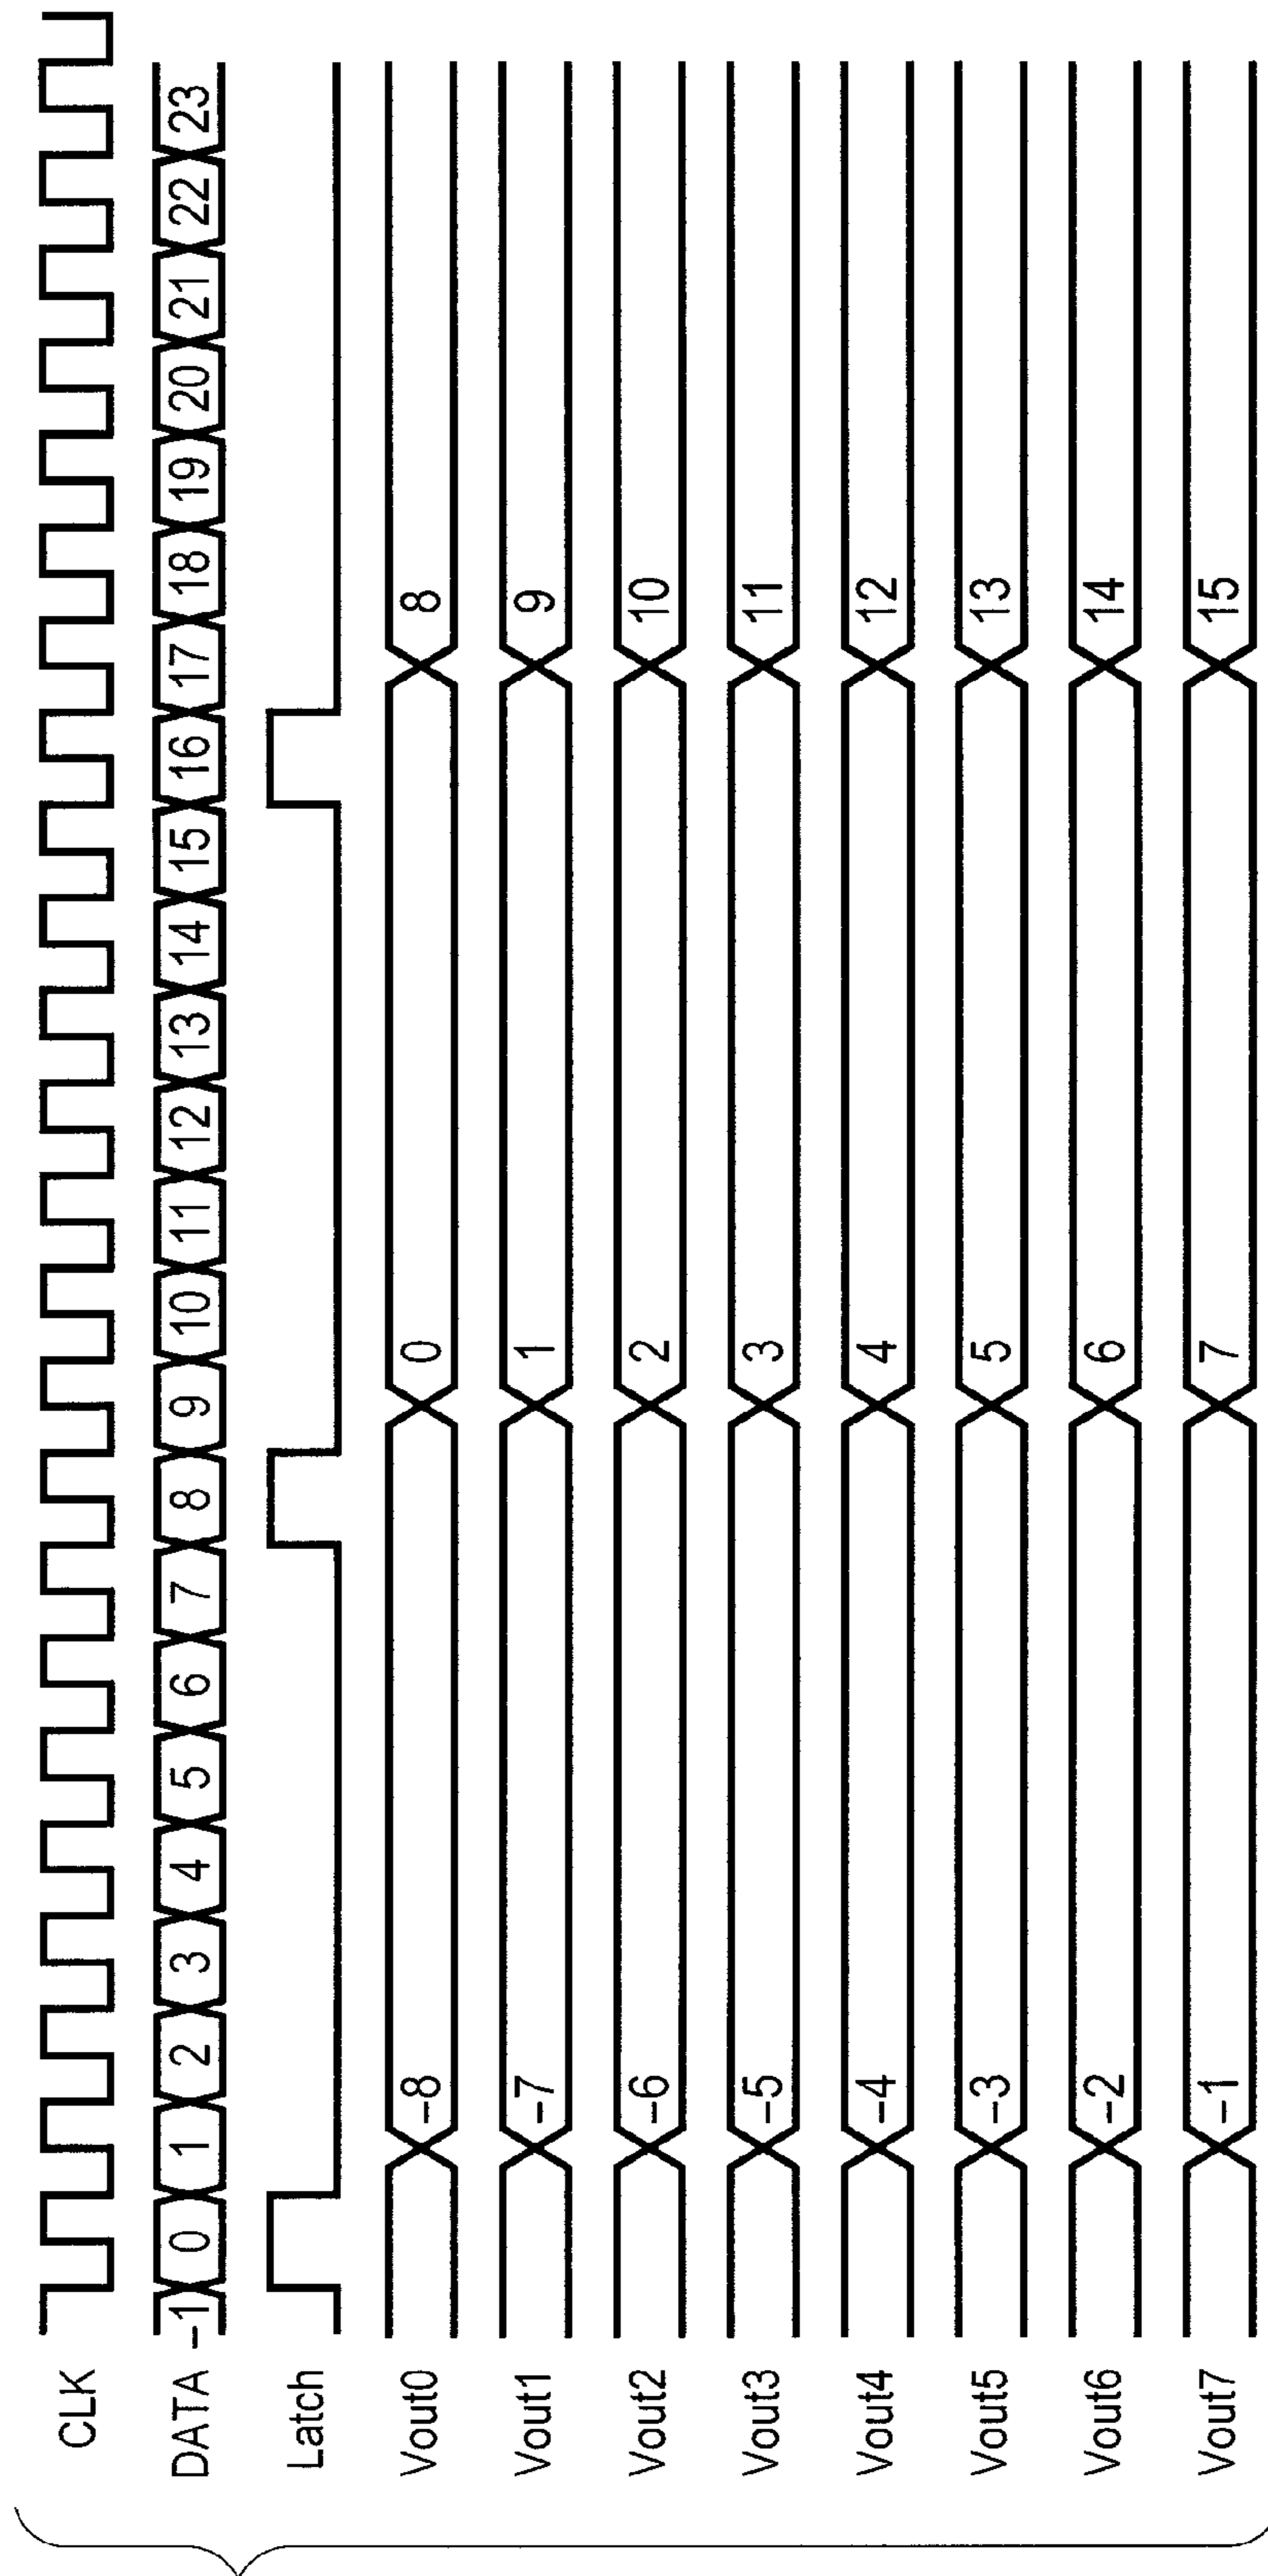 CLK
DATA -1 0 1 2 3 4 5 6 7 8 9 10 11 12 13 14 15 16 17 18 19 20 21 22 23
Latch
Vout0 -8 0 8
Vout1 -7 1 9
Vout2 -6 2 10
Vout3 -5 3 11
Vout4 -4 4 12
Vout5 -3 5 13
Vout6 -2 6 14
Vout7 -1 7 15